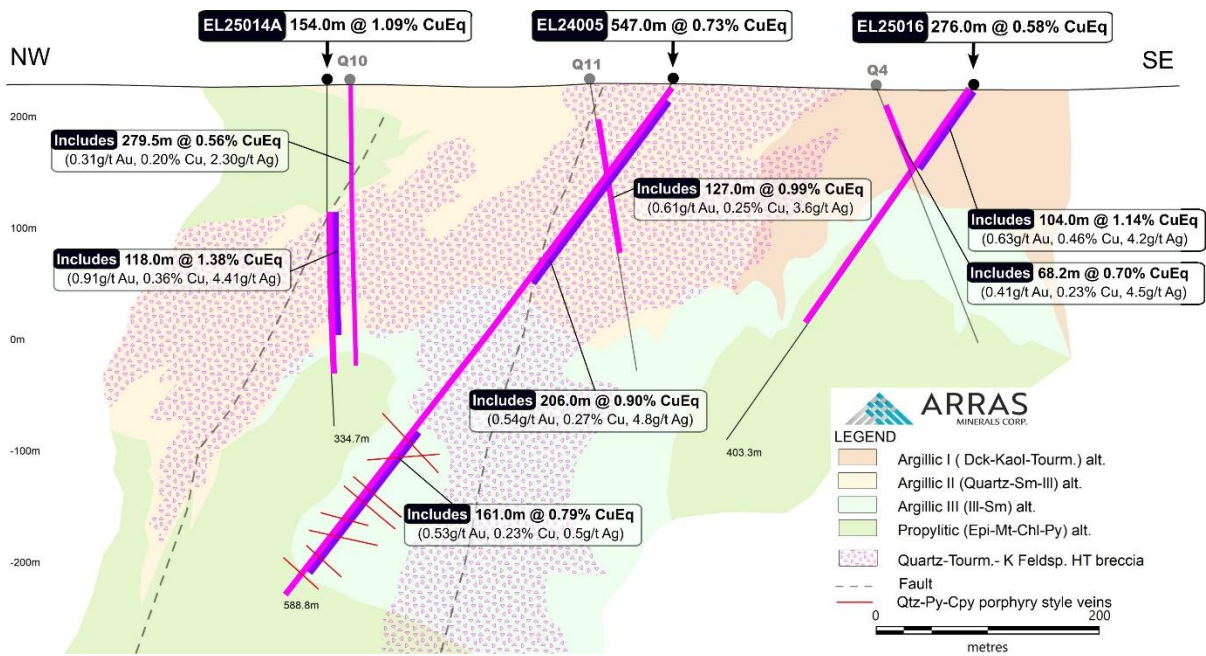 EL25014A 154.0m @ 1.09% CuEq
EL24005 547.0m @ 0.73% CuEq
EL25016 276.0m @ 0.58% CuEq
NW
SE
Q10
Q11
Q4
200m
100m
0m
-100m
-200m
Includes 279.5m @ 0.56% CuEq
(0.31g/t Au, 0.20% Cu, 2.30g/t Ag)
Includes 118.0m @ 1.38% CuEq
(0.91g/t Au, 0.36% Cu, 4.41g/t Ag)
Includes 127.0m @ 0.99% CuEq
(0.61g/t Au, 0.25% Cu, 3.6g/t Ag)
Includes 104.0m @ 1.14% CuEq
(0.63g/t Au, 0.46% Cu, 4.2g/t Ag)
Includes 68.2m @ 0.70% CuEq
(0.41g/t Au, 0.23% Cu, 4.5g/t Ag)
Includes 206.0m @ 0.90% CuEq
(0.54g/t Au, 0.27% Cu, 4.8g/t Ag)
Includes 161.0m @ 0.79% CuEq
(0.53g/t Au, 0.23% Cu, 0.5g/t Ag)
334.7m
403.3m
588.8m
ARRAS
MINERALS CORP.
LEGEND
Argillic I ( Dck-Kaol-Tourm.) alt.
Argillic II (Quartz-Sm-Ill) alt.
Argillic III (Ill-Sm) alt.
Propylitic (Epi-Mt-Chl-Py) alt.
Quartz-Tourm.- K Feldsp. HT breccia
Fault
Qtz-Py-Cpy porphyry style veins
0 200
metres